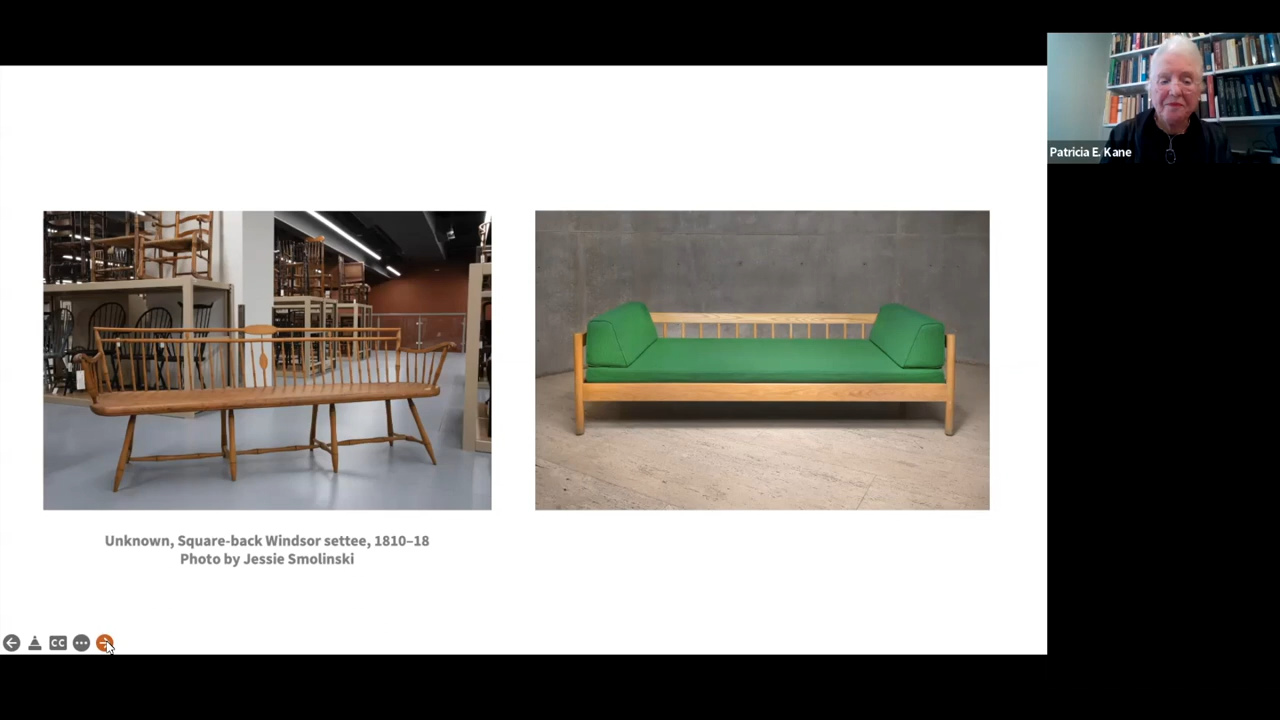 Patricia E. Kane
Unknown, Square-back Windsor settee, 1810–18
Photo by Jessie Smolinski
CC